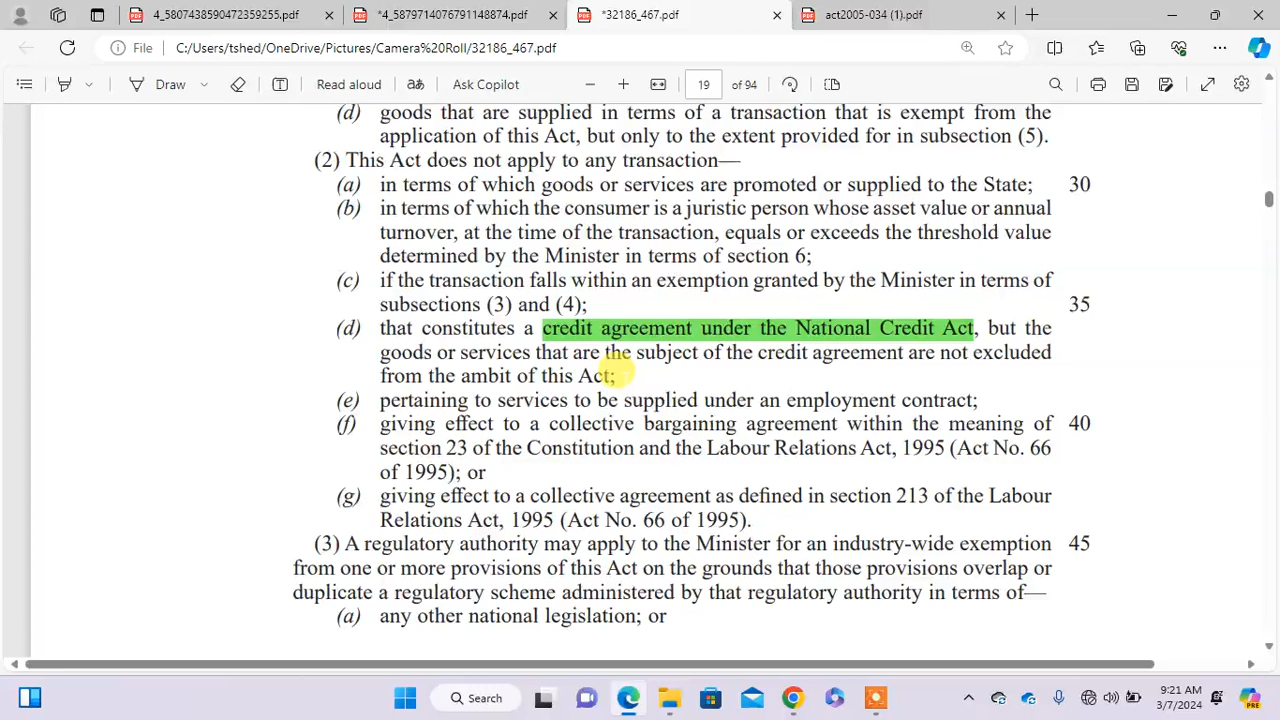 4_5807438590472359255.pdf
*4_5879714076791148874.pdf
*32186_467.pdf
act2005-034 (1).pdf
File C:/Users/tshed/OneDrive/Pictures/Camera%20Roll/32186_467.pdf
Draw Read aloud Ask Copilot 19 of 94
(d) goods that are supplied in terms of a transaction that is exempt from the
application of this Act, but only to the extent provided for in subsection (5).
(2) This Act does not apply to any transaction—
(a) in terms of which goods or services are promoted or supplied to the State; 30
(b) in terms of which the consumer is a juristic person whose asset value or annual
turnover, at the time of the transaction, equals or exceeds the threshold value
determined by the Minister in terms of section 6;
(c) if the transaction falls within an exemption granted by the Minister in terms of
subsections (3) and (4); 35
(d) that constitutes a credit agreement under the National Credit Act, but the
goods or services that are the subject of the credit agreement are not excluded
from the ambit of this Act;
(e) pertaining to services to be supplied under an employment contract;
(f) giving effect to a collective bargaining agreement within the meaning of 40
section 23 of the Constitution and the Labour Relations Act, 1995 (Act No. 66
of 1995); or
(g) giving effect to a collective agreement as defined in section 213 of the Labour
Relations Act, 1995 (Act No. 66 of 1995).
(3) A regulatory authority may apply to the Minister for an industry-wide exemption 45
from one or more provisions of this Act on the grounds that those provisions overlap or
duplicate a regulatory scheme administered by that regulatory authority in terms of—
(a) any other national legislation; or
Search
9:21 AM
3/7/2024